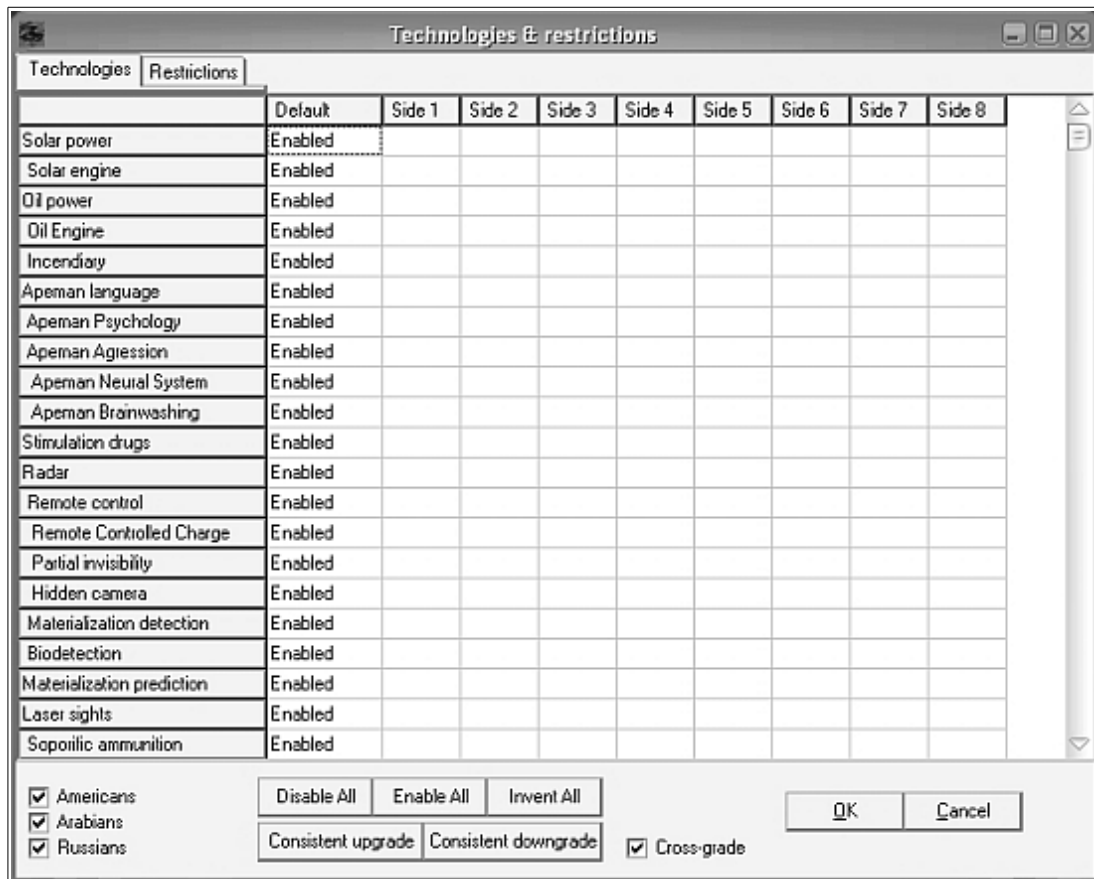 Technologies & restrictions
Technologies Restrictions
Default Side 1 Side 2 Side 3 Side 4 Side 5 Side 6 Side 7 Side 8
Solar power Enabled
Solar engine Enabled
Oil power Enabled
Oil Engine Enabled
Incendiary Enabled
Apeman language Enabled
Apeman Psychology Enabled
Apeman Agression Enabled
Apeman Neural System Enabled
Apeman Brainwashing Enabled
Stimulation drugs Enabled
Radar Enabled
Remote control Enabled
Remote Controlled Charge Enabled
Partial invisibility Enabled
Hidden camera Enabled
Materialization detection Enabled
Biodetection Enabled
Materialization prediction Enabled
Laser sights Enabled
Soporific ammunition Enabled
Americans Disable All Enable All Invent All
Arabians OK Cancel
Russians Consistent upgrade Consistent downgrade Cross-grade